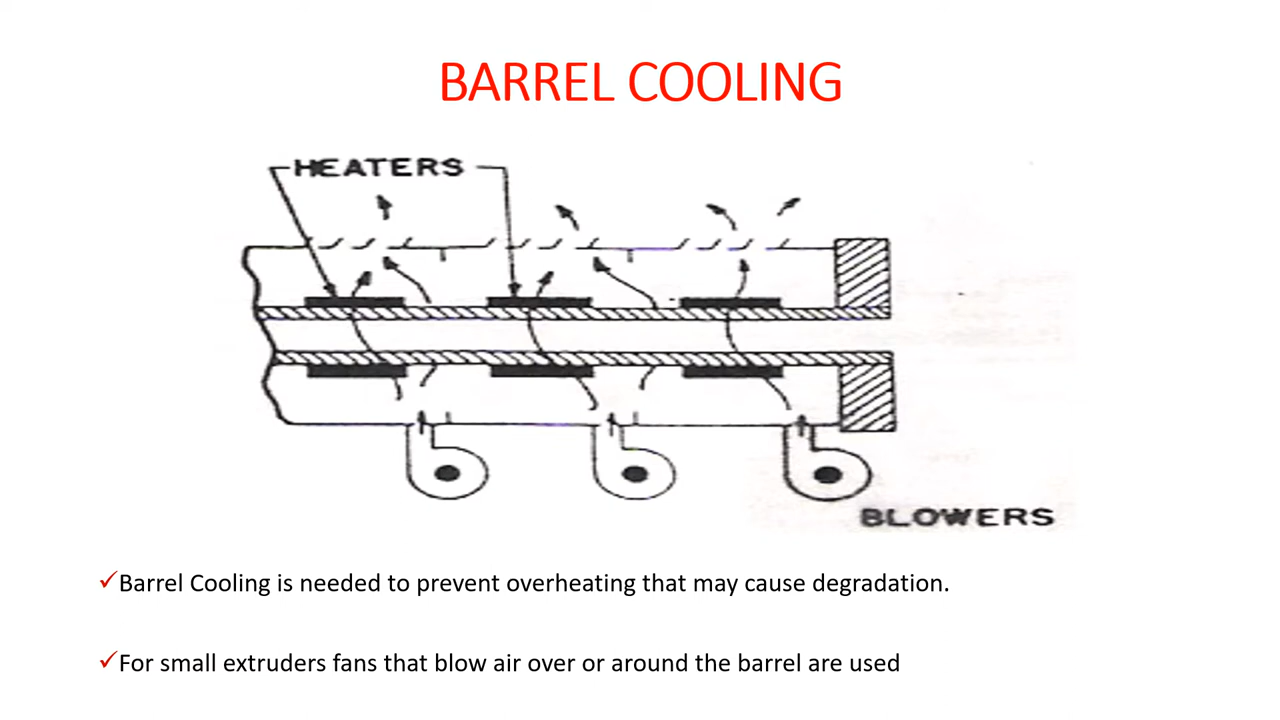 BARREL COOLING
HEATERS
BLOWERS
✓Barrel Cooling is needed to prevent overheating that may cause degradation.
✓For small extruders fans that blow air over or around the barrel are used